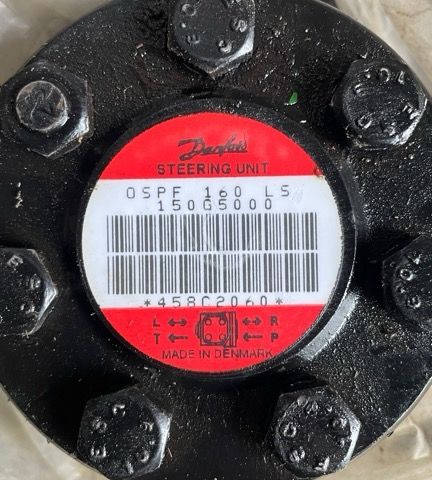 Danfoss
STEERING UNIT
OSPF 160 LS
150G5000
*458C2060*
L ↔ ↔ R
T ← ← P
MADE IN DENMARK